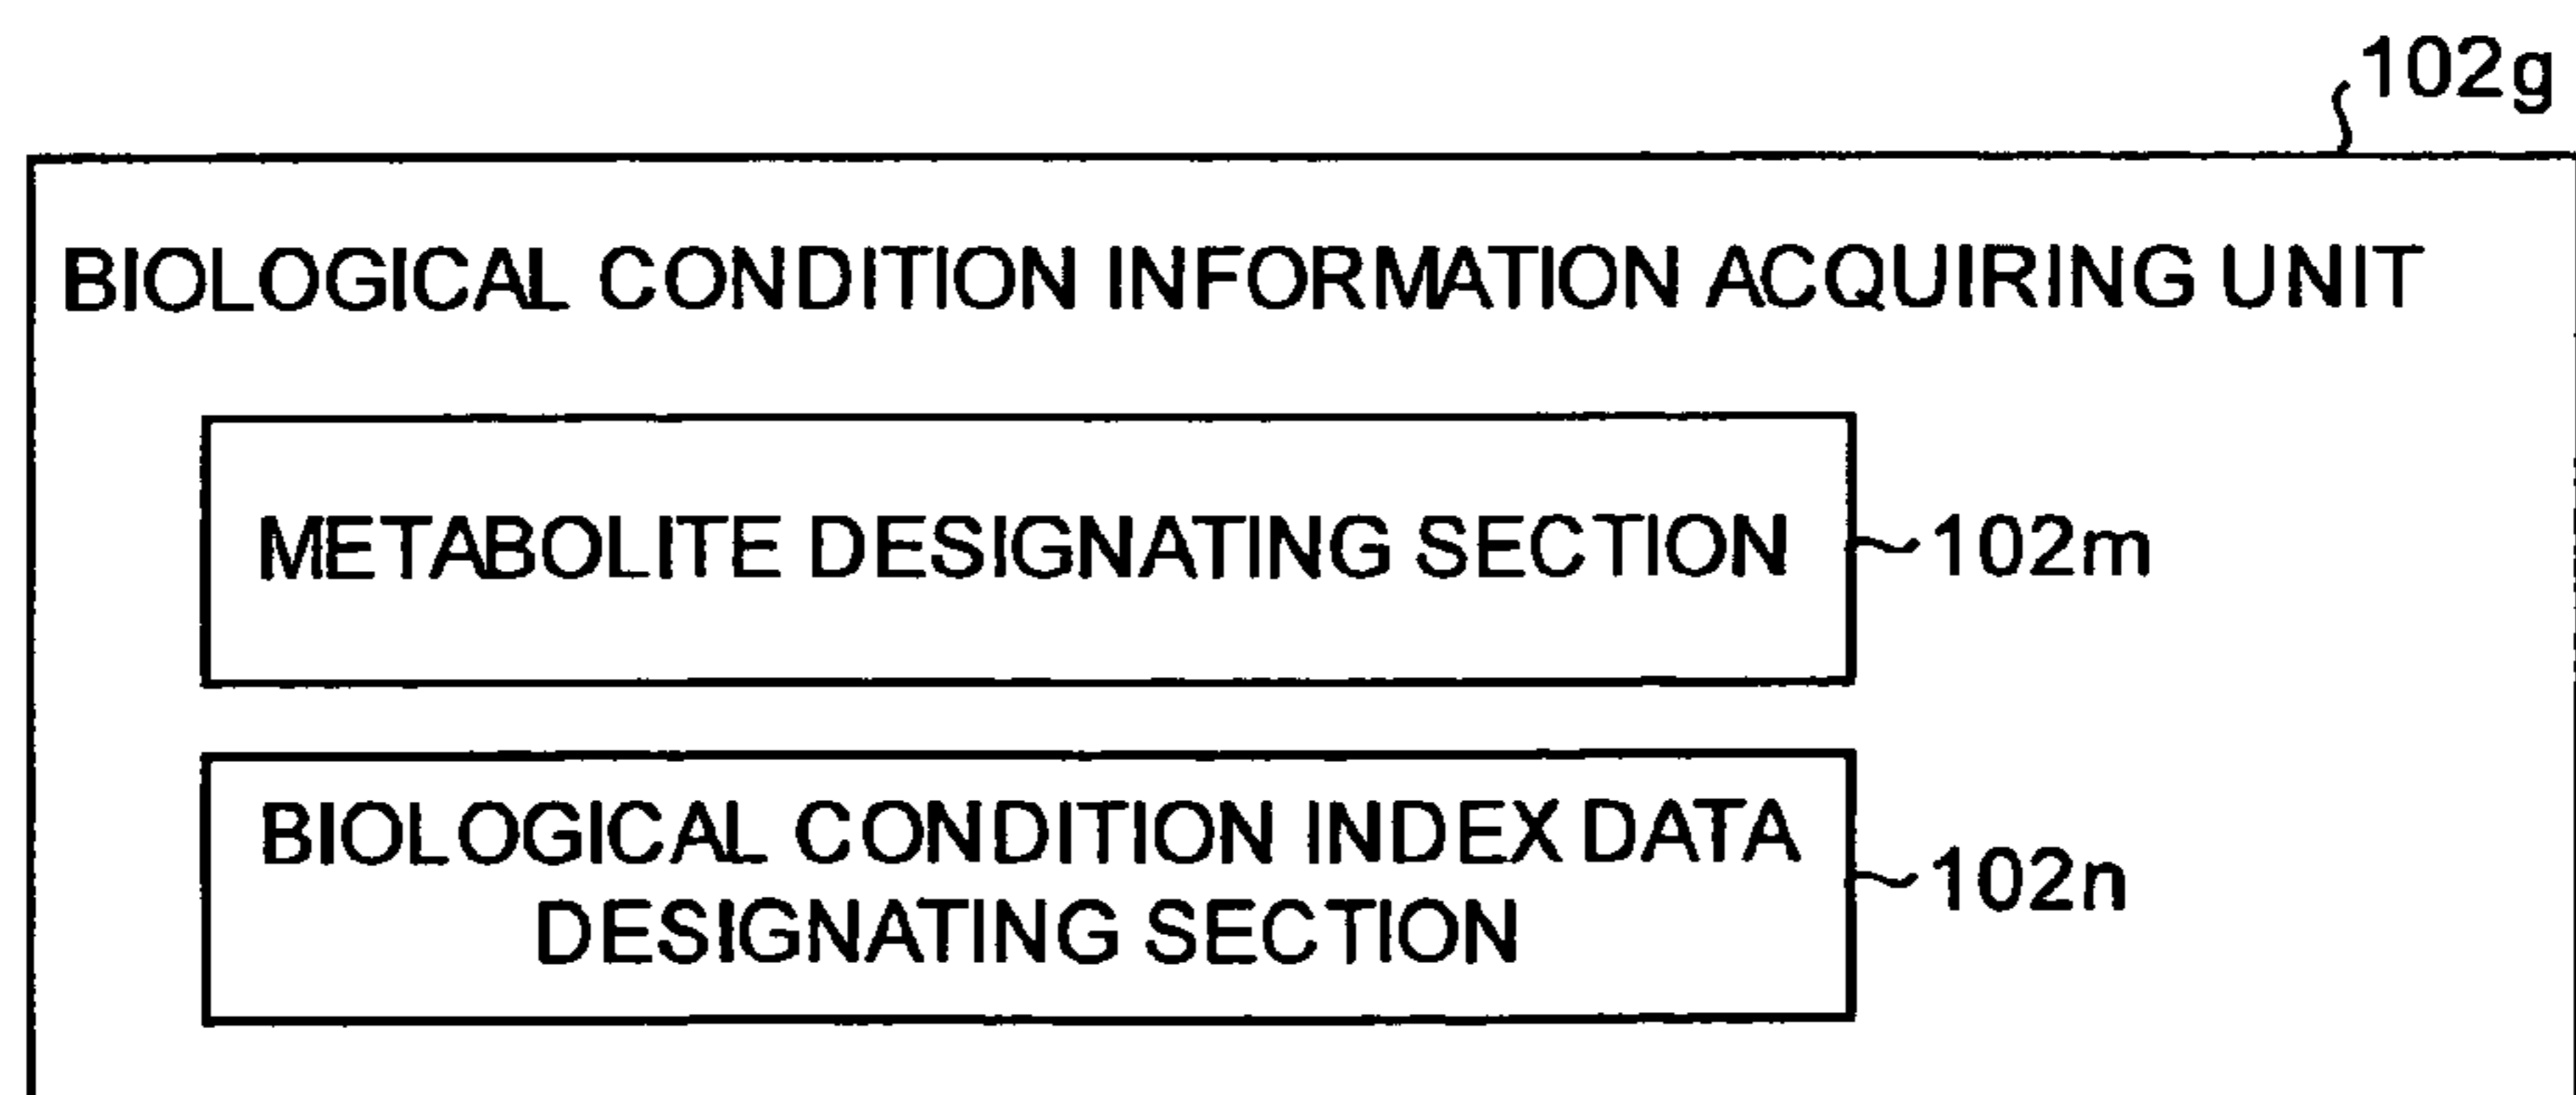 102g
BIOLOGICAL CONDITION INFORMATION ACQUIRING UNIT
METABOLITE DESIGNATING SECTION
102m
BIOLOGICAL CONDITION INDEX DATA
DESIGNATING SECTION
102n